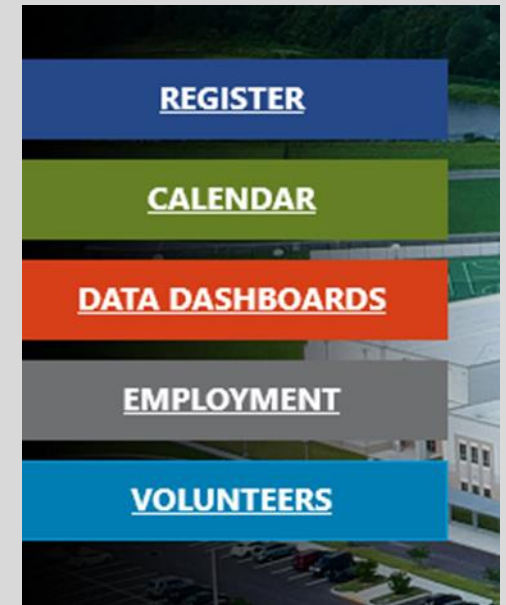 REGISTER
CALENDAR
DATA DASHBOARDS
EMPLOYMENT
VOLUNTEERS